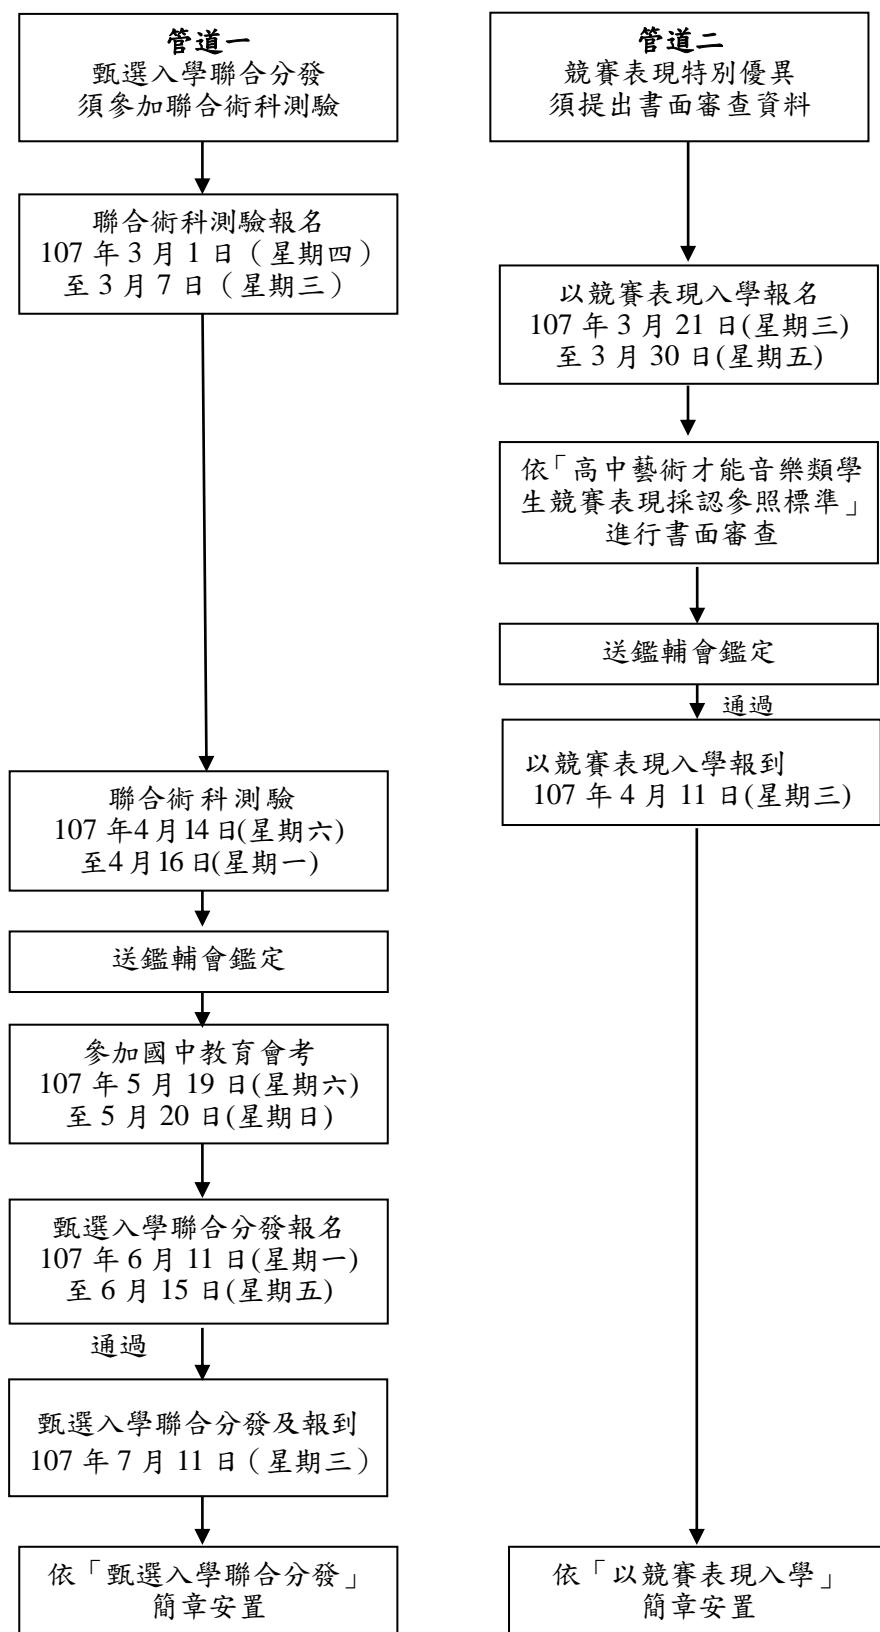 管道一
甄選入學聯合分發
須參加聯合術科測驗
聯合術科測驗報名
107 年 3 月 1 日（星期四）
至 3 月 7 日（星期三）
聯合術科測驗
107 年4月14日(星期六)
至4月16日(星期一)
送鑑輔會鑑定
參加國中教育會考
107 年 5 月 19 日(星期六)
至 5 月 20 日(星期日)
甄選入學聯合分發報名
107 年 6 月 11 日(星期一)
至 6 月 15 日(星期五)
通過
甄選入學聯合分發及報到
107 年 7 月 11 日（星期三）
依「甄選入學聯合分發」
簡章安置
管道二
競賽表現特別優異
須提出書面審查資料
以競賽表現入學報名
107 年 3 月 21 日(星期三)
至 3 月 30 日(星期五)
依「高中藝術才能音樂類學
生競賽表現採認參照標準」
進行書面審查
送鑑輔會鑑定
通過
以競賽表現入學報到
107 年 4 月 11 日(星期三)
依「以競賽表現入學」
簡章安置